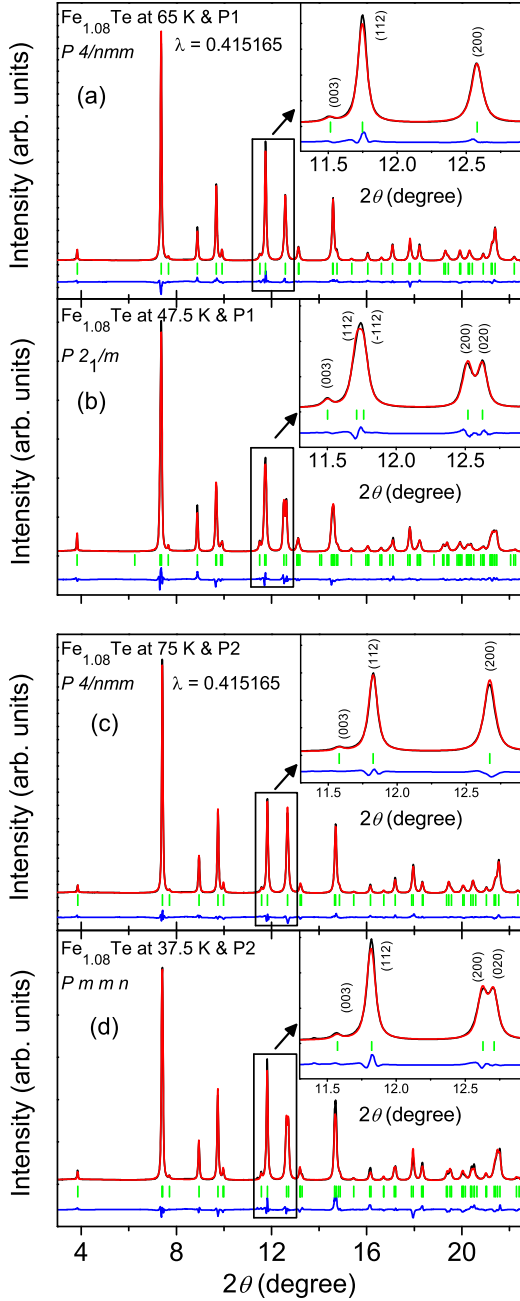 Fe1.08Te at 65 K & P1
P 4/nmm
λ = 0.415165
(a)
Intensity (arb. units)
(003)
(112)
(200)
11.5 12.0 12.5
2θ (degree)
Fe1.08Te at 47.5 K & P1
P 21/m
(b)
Intensity (arb. units)
(003)
(112)
(-112)
(200)
(020)
11.5 12.0 12.5
2θ (degree)
Fe1.08Te at 75 K & P2
P 4/nmm
λ = 0.415165
(c)
Intensity (arb. units)
(003)
(112)
(200)
11.5 12.0 12.5
2θ (degree)
Fe1.08Te at 37.5 K & P2
P m m n
(d)
Intensity (arb. units)
(003)
(112)
(200)
(020)
11.5 12.0 12.5
2θ (degree)
4 8 12 16 20
2θ (degree)